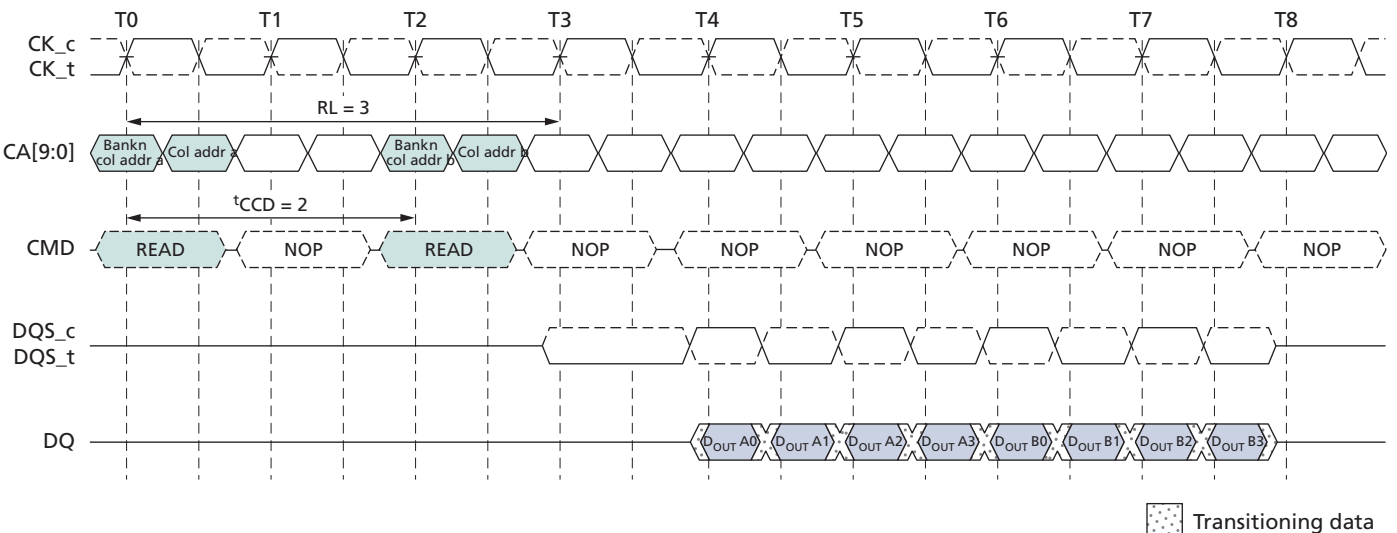 T0 T1 T2 T3 T4 T5 T6 T7 T8
CK_c
CK_t
RL = 3
CA[9:0]
Bankn
col addr a
Col addr a
Bankn
col addr b
Col addr b
tCCD = 2
CMD READ NOP READ NOP NOP NOP NOP NOP NOP
DQS_c
DQS_t
DQ DOUT A0 DOUT A1 DOUT A2 DOUT A3 DOUT B0 DOUT B1 DOUT B2 DOUT B3
Transitioning data